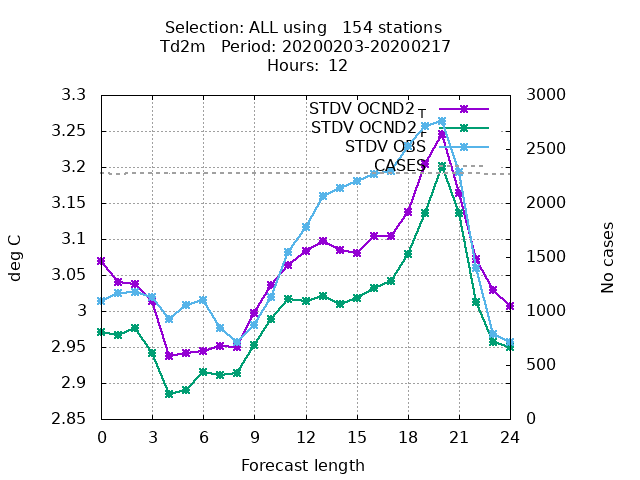 Selection: ALL using 154 stations
Td2m Period: 20200203-20200217
Hours: 12
STDV OCND2 T
STDV OCND2 F
STDV OBS
CASES
3.3
3.25
3.2
3.15
3.1
3.05
3
2.95
2.9
2.85
deg C
3000
2500
2000
1500
1000
500
0
No cases
0 3 6 9 12 15 18 21 24
Forecast length